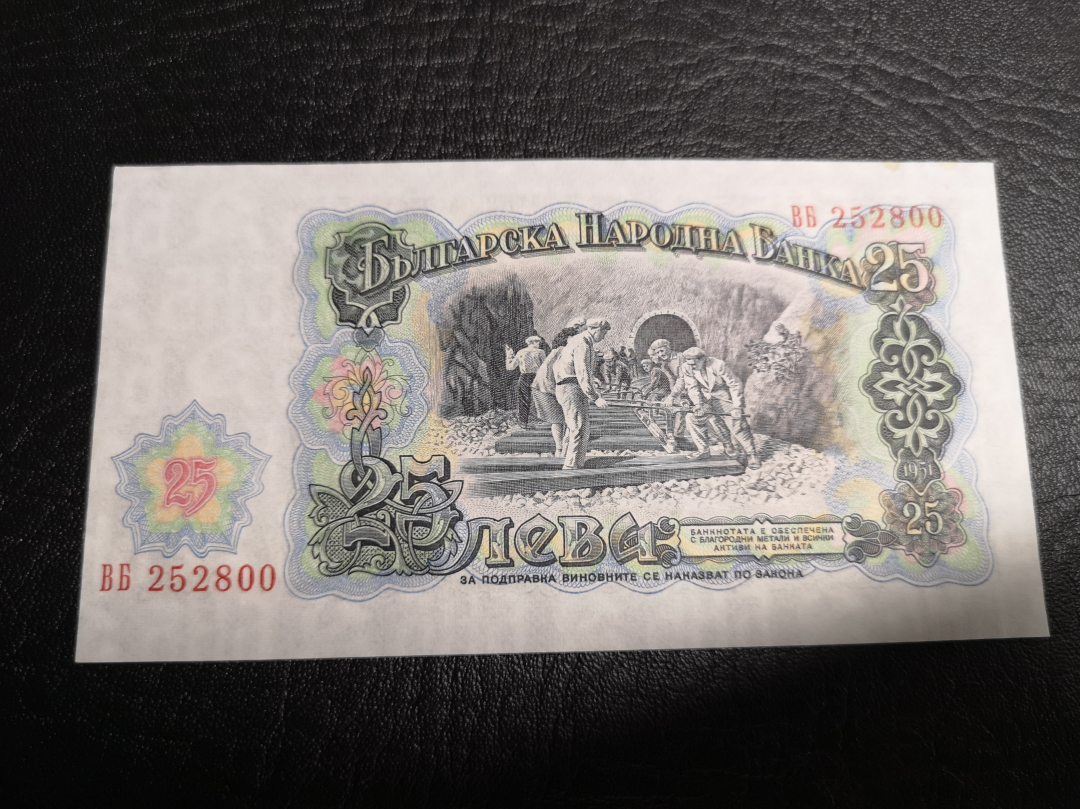 ВБ 252800
Българска Народна Банка 25
25
1951
25
25 лева
БАНКНОТАТА Е ОБЕСПЕЧЕНА
С БЛАГОРОДНИ МЕТАЛИ И ВСИЧКИ
АКТИВИ НА БАНКАТА
ВБ 252800
ЗА ПОДПРАВКА ВИНОВНИТЕ СЕ НАКАЗВАТ ПО ЗАКОНА